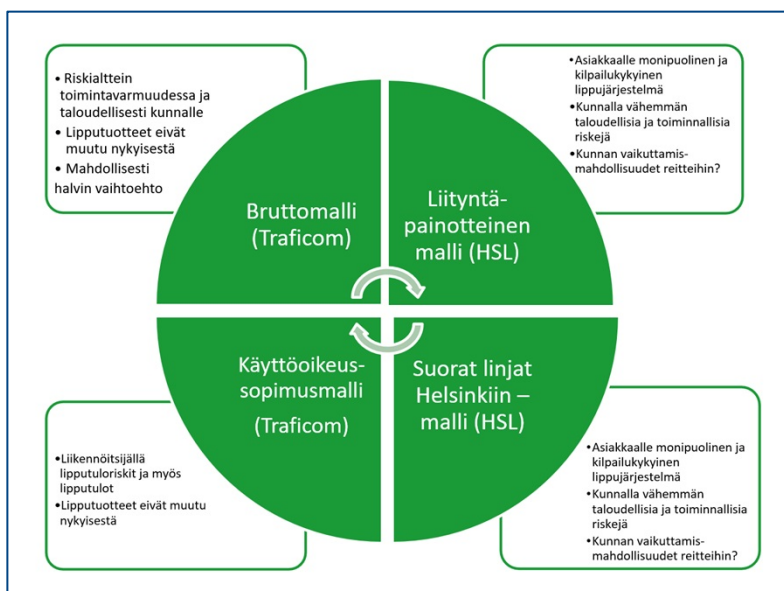 • Riskialttein
toimintavarmuudessa ja
taloudellisesti kunnalle
• Lipputuotteet eivät
muutu nykyisestä
• Mahdollisesti
halvin vaihtoehto
Bruttomalli
(Traficom)
•Asiakkaalle monipuolinen ja
kilpailukykyinen
lippujärjestelmä
•Kunnalla vähemmän
taloudellisia ja toiminnallisia
riskejä
•Kunnan vaikuttamis-
mahdollisuudet reitteihin?
Liityntä-
painotteinen
malli (HSL)
Käyttöoikeus-
sopimusmalli
(Traficom)
•Liikennöitsijällä
lipputuloriskit ja myös
lipputulot
•Lipputuotteet eivät muutu
nykyisestä
Suorat linjat
Helsinkiin –
malli (HSL)
•Asiakkaalle monipuolinen ja
kilpailukykyinen
lippujärjestelmä
•Kunnalla vähemmän
taloudellisia ja toiminnallisia
riskejä
•Kunnan vaikuttamis-
mahdollisuudet reitteihin?